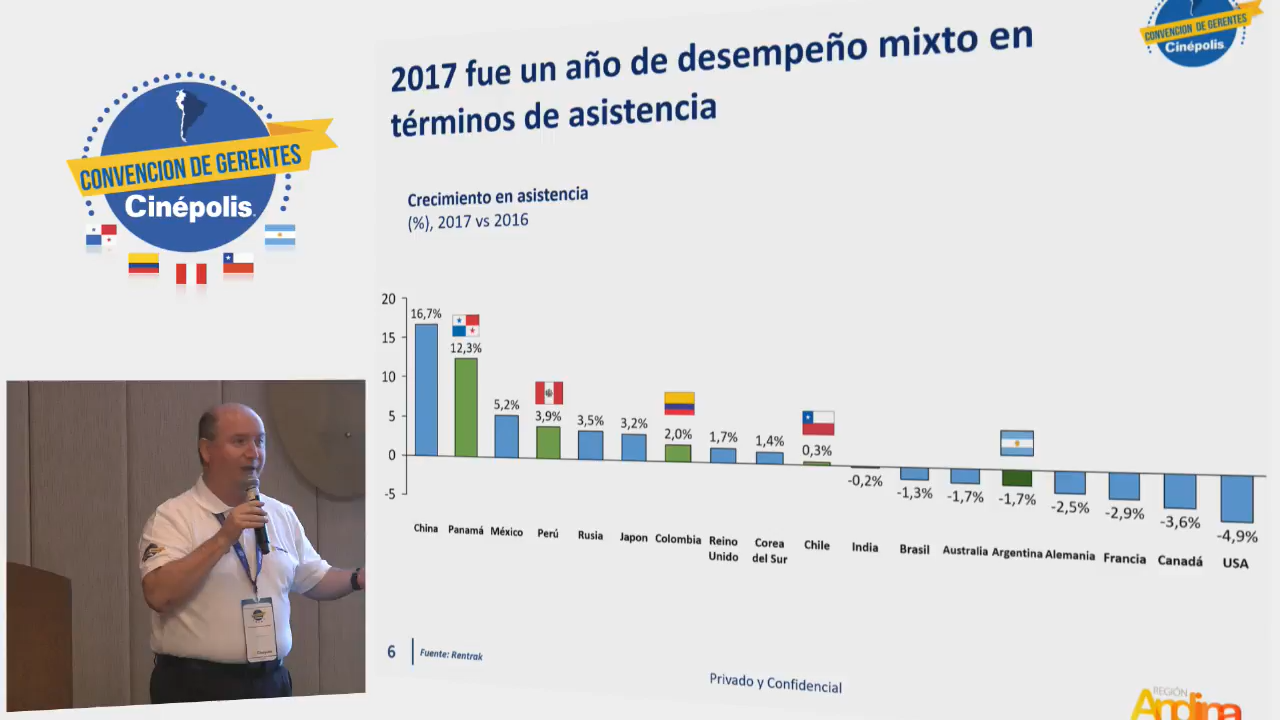 CONVENCION DE GERENTES
Cinépolis
2017 fue un año de desempeño mixto en
términos de asistencia
CONVENCION DE GERENTES
Cinépolis
Crecimiento en asistencia
(%), 2017 vs 2016
20
15
10
5
0
-5
16,7%
12,3%
5,2%
3,9%
3,5%
3,2%
2,0%
1,7%
1,4%
0,3%
-0,2%
-1,3%
-1,7%
-1,7%
-2,5%
-2,9%
-3,6%
-4,9%
China
Panamá
México
Perú
Rusia
Japon
Colombia
Reino
Unido
Corea
del Sur
Chile
India
Brasil
Australia
Argentina
Alemania
Francia
Canadá
USA
6
Fuente: Rentrak
Privado y Confidencial
REGIÓN
Andina